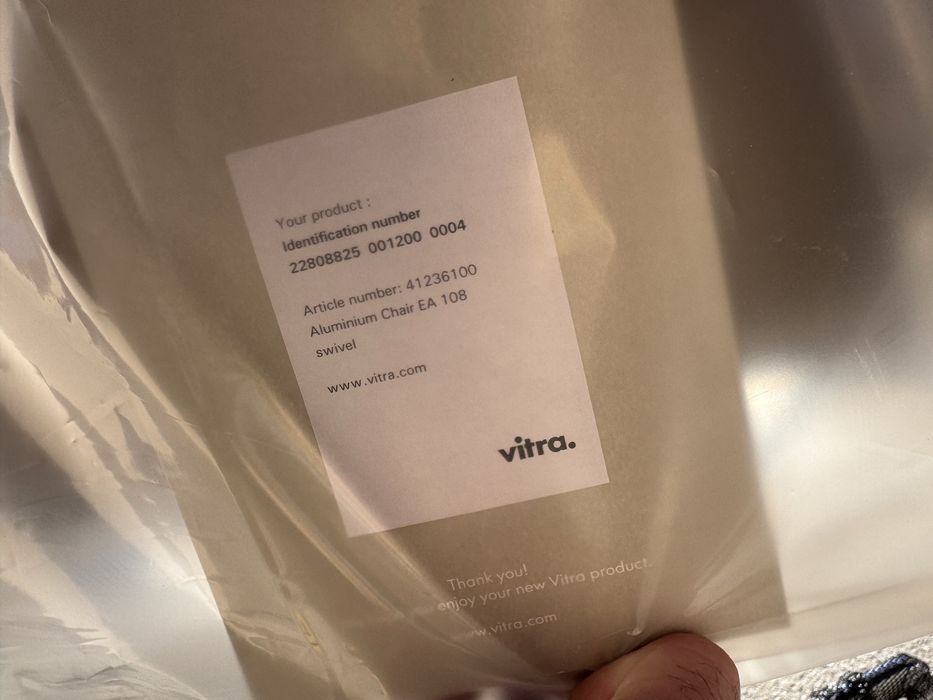 Your product :
Identification number
22808825 001200 0004
Article number: 41236100
Aluminium Chair EA 108
swivel
www.vitra.com
vitra.
Thank you!
enjoy your new Vitra product.
www.vitra.com